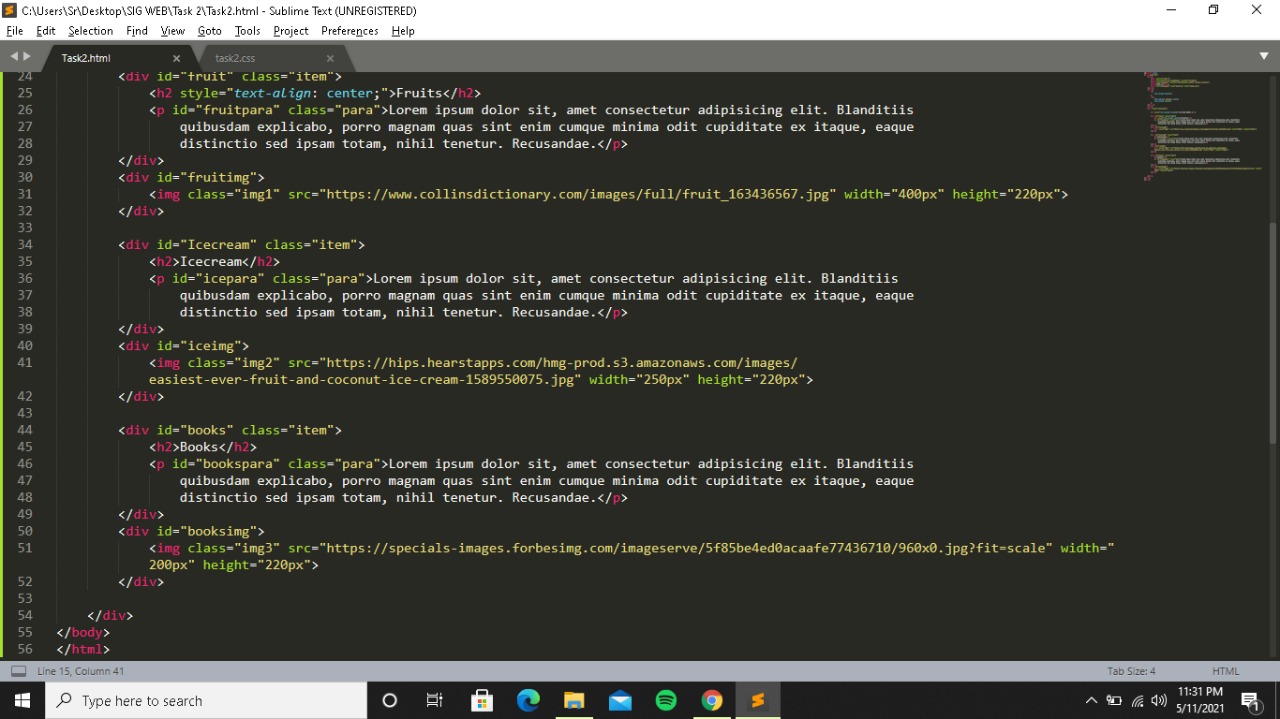 C:\Users\Sr\Desktop\SIG WEB\Task 2\Task2.html - Sublime Text (UNREGISTERED)
File Edit Selection Find View Goto Tools Project Preferences Help
Task2.html task2.css
24 <div id="fruit" class="item">
25 <h2 style="text-align: center;">Fruits</h2>
26 <p id="fruitpara" class="para">Lorem ipsum dolor sit, amet consectetur adipisicing elit. Blanditiis
27 quibusdam explicabo, porro magnam quas sint enim cumque minima odit cupiditate ex itaque, eaque
28 distinctio sed ipsam totam, nihil tenetur. Recusandae.</p>
29 </div>
30 <div id="fruitimg">
31 <img class="img1" src="https://www.collinsdictionary.com/images/full/fruit_163436567.jpg" width="400px" height="220px">
32 </div>
33
34 <div id="Icecream" class="item">
35 <h2>Icecream</h2>
36 <p id="icepara" class="para">Lorem ipsum dolor sit, amet consectetur adipisicing elit. Blanditiis
37 quibusdam explicabo, porro magnam quas sint enim cumque minima odit cupiditate ex itaque, eaque
38 distinctio sed ipsam totam, nihil tenetur. Recusandae.</p>
39 </div>
40 <div id="iceimg">
41 <img class="img2" src="https://hips.hearstapps.com/hmg-prod.s3.amazonaws.com/images/
easiest-ever-fruit-and-coconut-ice-cream-1589550075.jpg" width="250px" height="220px">
42 </div>
43
44 <div id="books" class="item">
45 <h2>Books</h2>
46 <p id="bookspara" class="para">Lorem ipsum dolor sit, amet consectetur adipisicing elit. Blanditiis
47 quibusdam explicabo, porro magnam quas sint enim cumque minima odit cupiditate ex itaque, eaque
48 distinctio sed ipsam totam, nihil tenetur. Recusandae.</p>
49 </div>
50 <div id="booksimg">
51 <img class="img3" src="https://specials-images.forbesimg.com/imageserve/5f85be4ed0acaafe77436710/960x0.jpg?fit=scale" width="
200px" height="220px">
52 </div>
53
54 </div>
55 </body>
56 </html>
Line 15, Column 41 Tab Size: 4 HTML
Type here to search
11:31 PM
5/11/2021
1